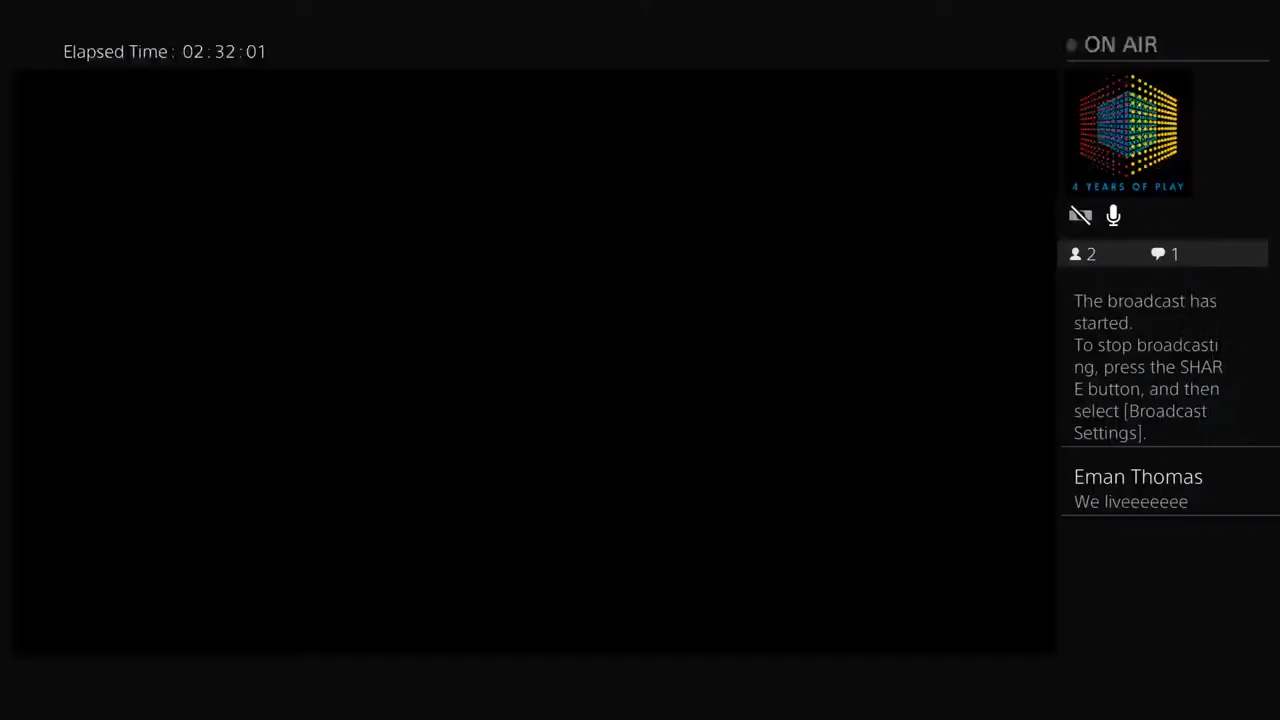 Elapsed Time: 02:32:01
ON AIR
4 YEARS OF PLAY
2 1
The broadcast has
started.
To stop broadcasti
ng, press the SHAR
E button, and then
select [Broadcast
Settings].
Eman Thomas
We liveeeeeee